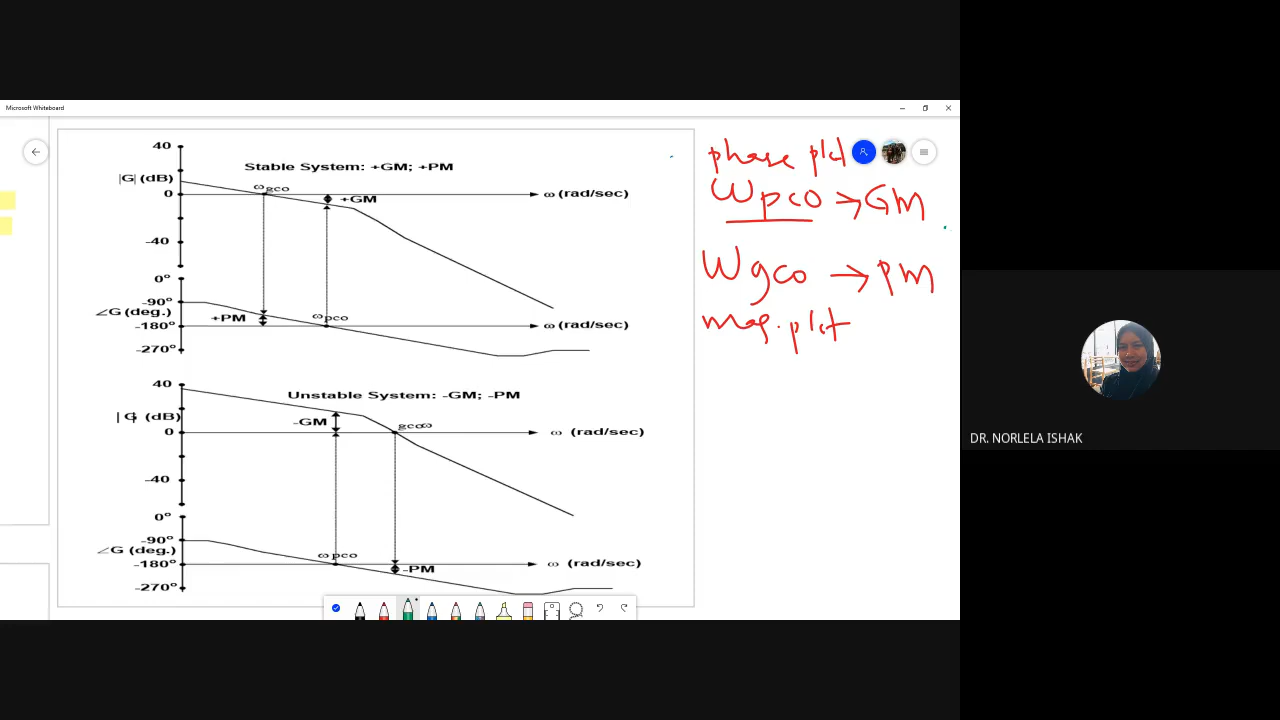 Microsoft Whiteboard
40
Stable System: +GM; +PM
|G| (dB)
ωgco
0
ω (rad/sec)
+GM
-40
0°
-90°
∠G (deg.)
+PM
ωpco
-180°
ω (rad/sec)
-270°
40
Unstable System: -GM; -PM
|G| (dB)
-GM
gcoω
0
ω (rad/sec)
-40
0°
-90°
∠G (deg.)
ωpco
-180°
ω (rad/sec)
-PM
-270°
phase plot
Wpco → GM
Wgco → PM
mag. plot
DR. NORLELA ISHAK